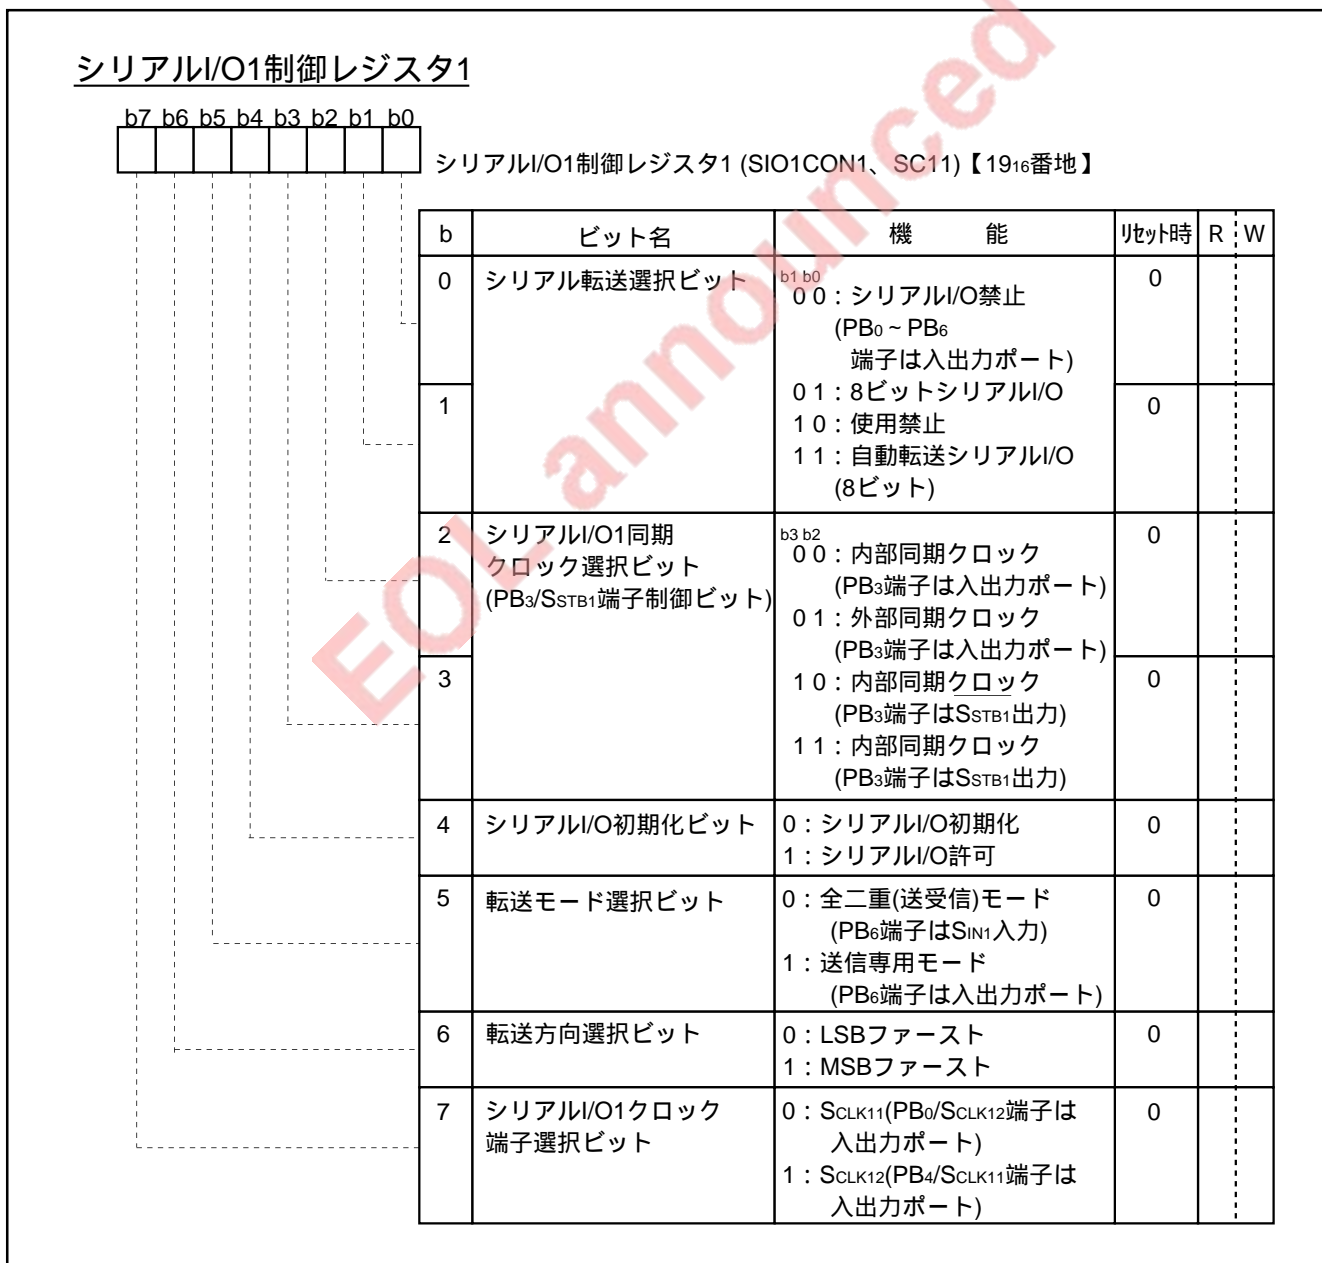 シリアルI/O1制御レジスタ1
b7 b6 b5 b4 b3 b2 b1 b0
シリアルI/O1制御レジスタ1 (SIO1CON1、SC11)【19₁₆番地】
b ビット名 機 能 リセット時 R W
0 シリアル転送選択ビット b1 b0 0
0 0：シリアルI/O禁止
(PB₀～PB₆
端子は入出力ポート)
0 1：8ビットシリアルI/O
1 0
1 0：使用禁止
1 1：自動転送シリアルI/O
(8ビット)
2 シリアルI/O1同期 b3 b2 0
クロック選択ビット 0 0：内部同期クロック
(PB₃/SSTB1端子制御ビット) (PB₃端子は入出力ポート)
0 1：外部同期クロック
(PB₃端子は入出力ポート)
3 1 0：内部同期クロック 0
(PB₃端子はSSTB1出力)
1 1：内部同期クロック
(PB₃端子はSSTB1出力)
4 シリアルI/O初期化ビット 0：シリアルI/O初期化 0
1：シリアルI/O許可
5 転送モード選択ビット 0：全二重(送受信)モード 0
(PB₆端子はSIN1入力)
1：送信専用モード
(PB₆端子は入出力ポート)
6 転送方向選択ビット 0：LSBファースト 0
1：MSBファースト
7 シリアルI/O1クロック 0：SCLK11(PB₀/SCLK12端子は 0
端子選択ビット 入出力ポート)
1：SCLK12(PB₄/SCLK11端子は
入出力ポート)
EOL announced